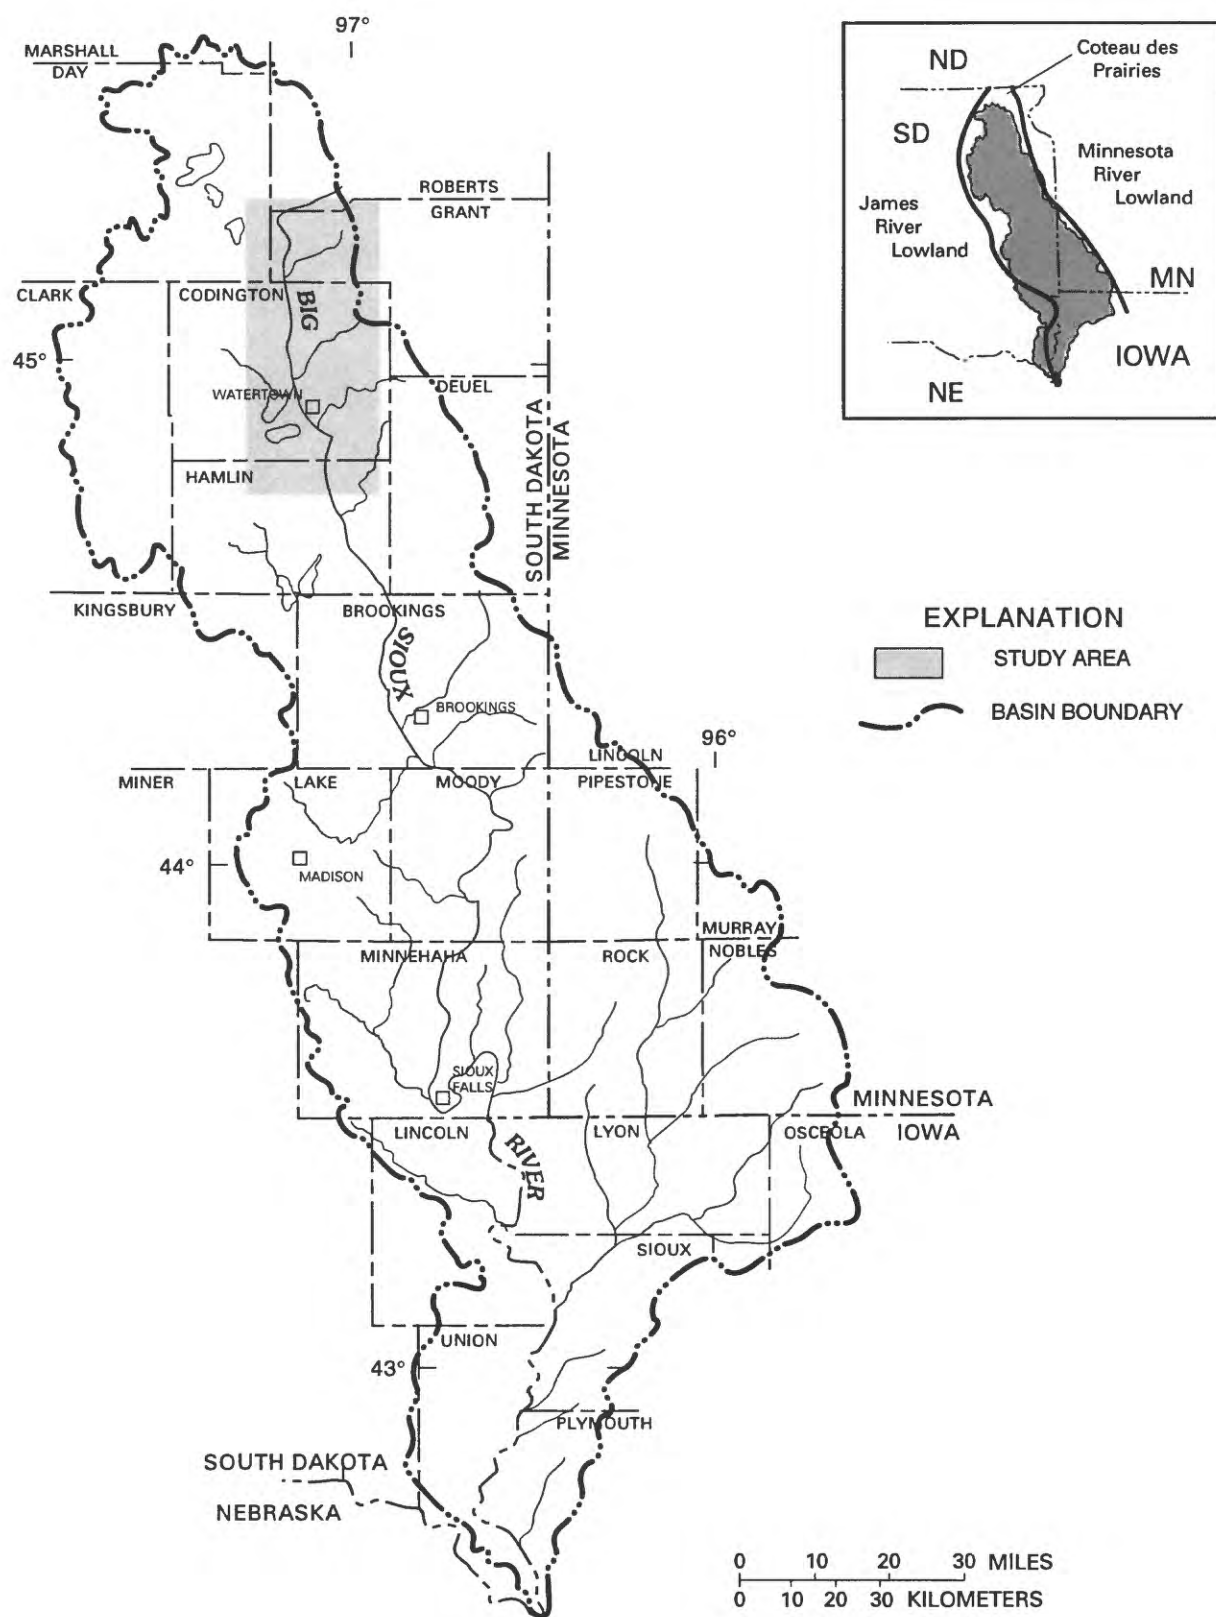 97°
MARSHALL
DAY
ROBERTS
GRANT
CLARK
CODINGTON
BIG
45°
WATERTOWN
DEUEL
HAMLIN
SOUTH DAKOTA
MINNESOTA
KINGSBURY
BROOKINGS
SIOUX
BROOKINGS
96°
LINCOLN
MINER
LAKE
MOODY
PIPESTONE
44°
MADISON
MURRAY
MINNEHAHA
ROCK
NOBLES
SIOUX
FALLS
MINNESOTA
LINCOLN
LYON
OSCEOLA
IOWA
RIVER
SIOUX
UNION
43°
PLYMOUTH
SOUTH DAKOTA
NEBRASKA
ND
Coteau des
Prairies
SD
Minnesota
River
Lowland
James
River
Lowland
MN
IOWA
NE
EXPLANATION
STUDY AREA
BASIN BOUNDARY
0 10 20 30 MILES
0 10 20 30 KILOMETERS